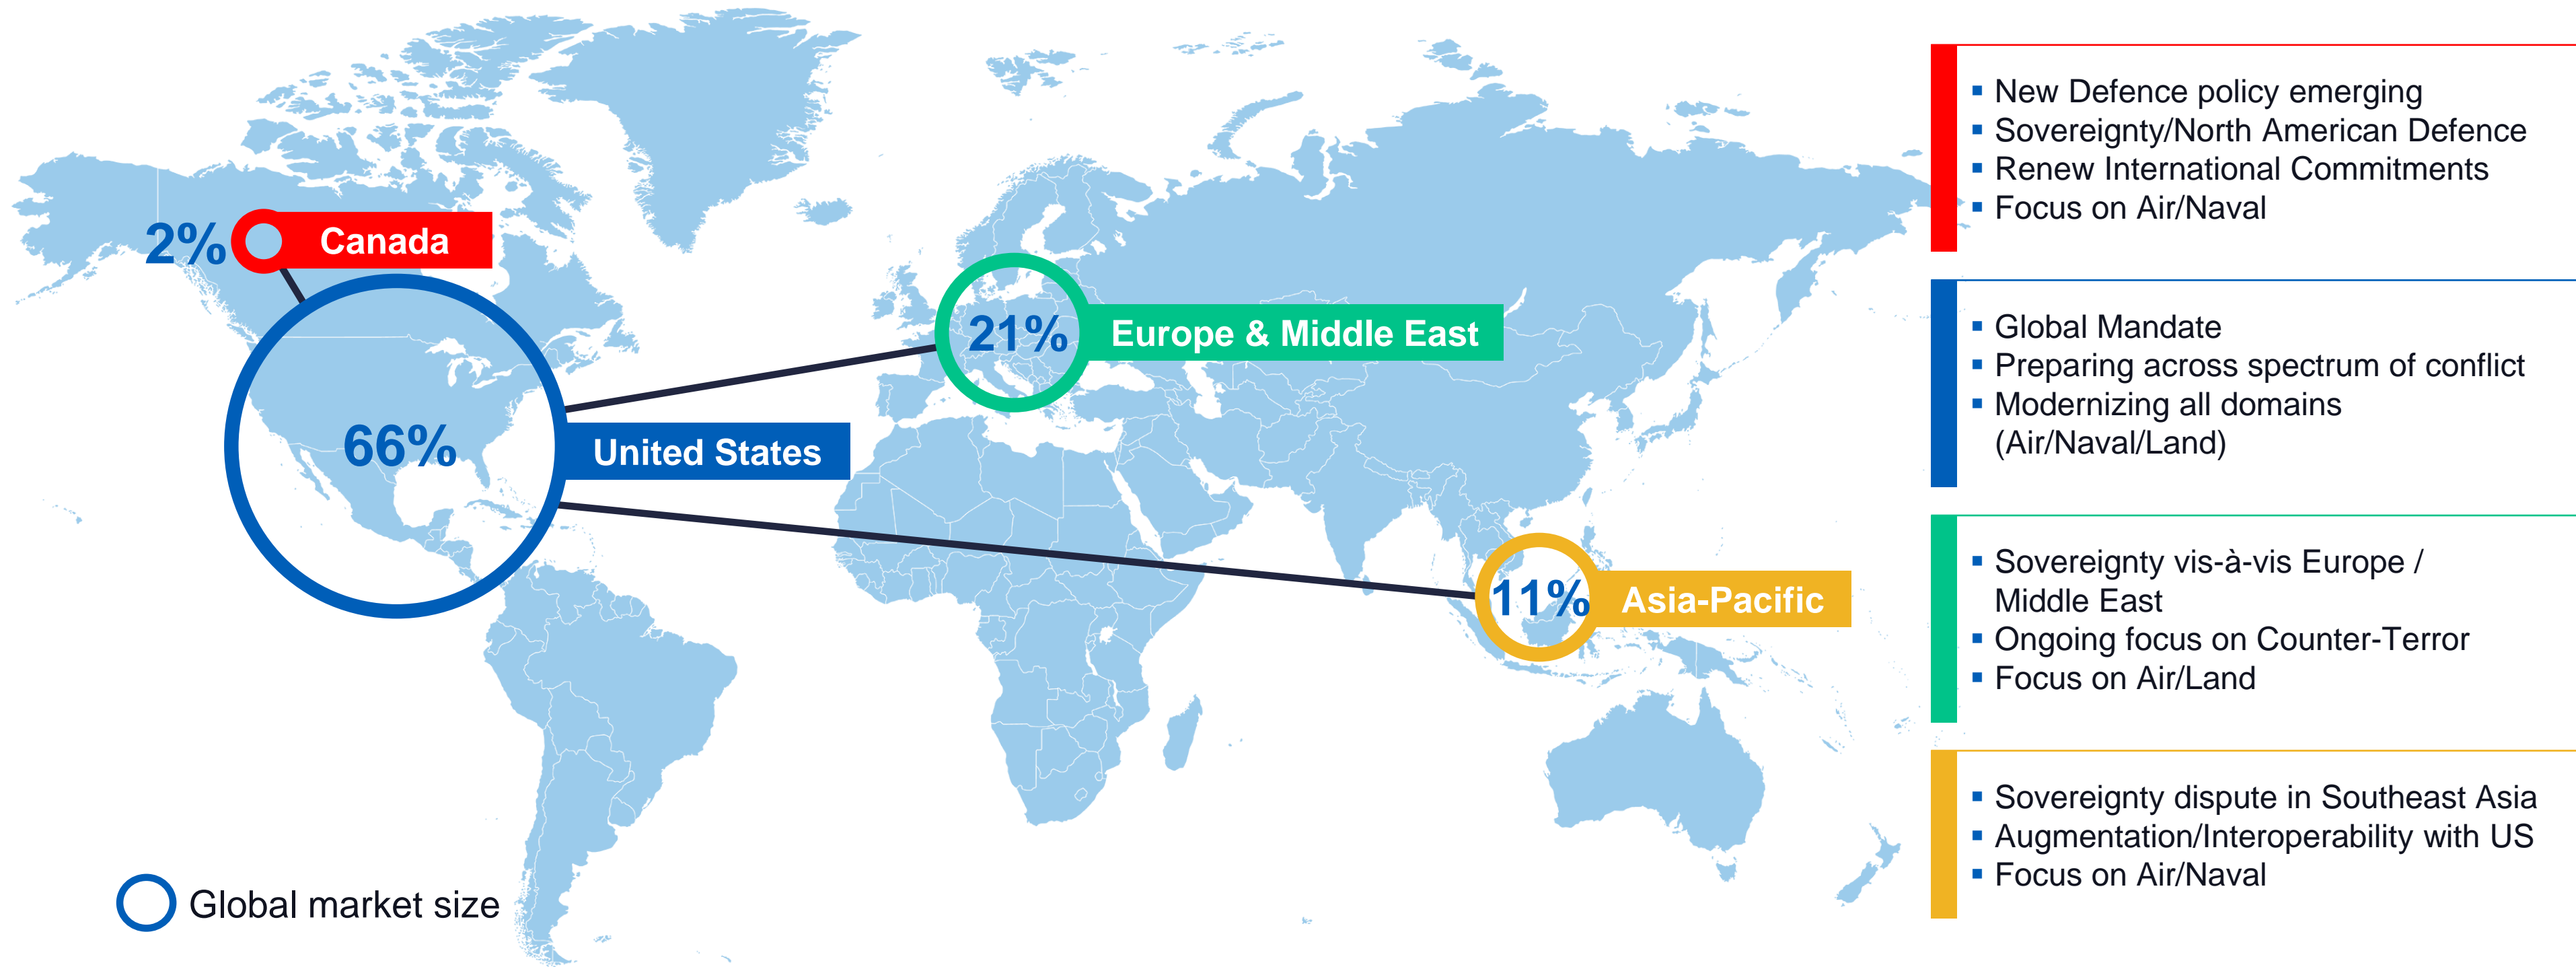 2%
Canada
66%
United States
21%
Europe & Middle East
11%
Asia-Pacific
Global market size
▪ New Defence policy emerging
▪ Sovereignty/North American Defence
▪ Renew International Commitments
▪ Focus on Air/Naval
▪ Global Mandate
▪ Preparing across spectrum of conflict
▪ Modernizing all domains
(Air/Naval/Land)
▪ Sovereignty vis-à-vis Europe /
Middle East
▪ Ongoing focus on Counter-Terror
▪ Focus on Air/Land
▪ Sovereignty dispute in Southeast Asia
▪ Augmentation/Interoperability with US
▪ Focus on Air/Naval